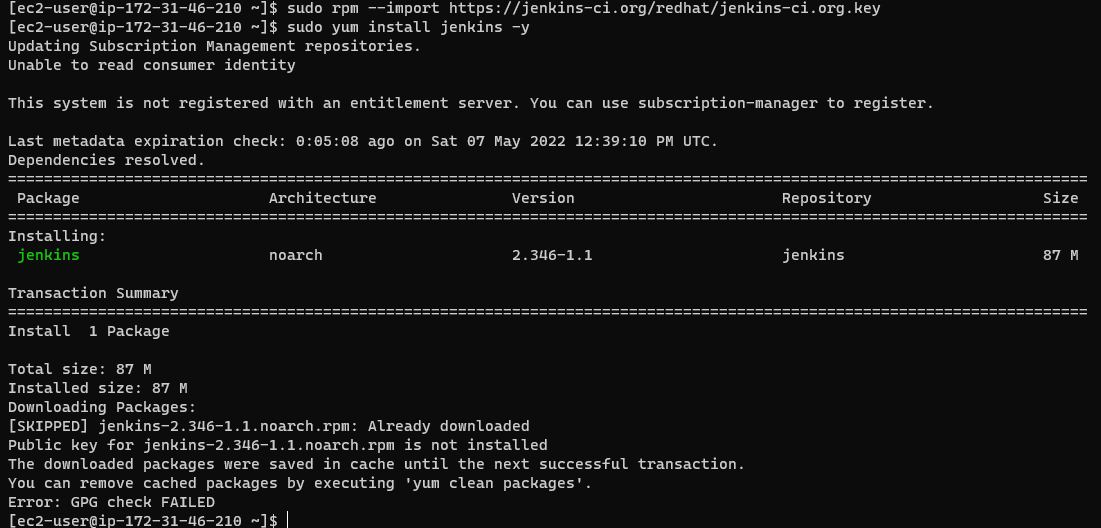 [ec2-user@ip-172-31-46-210 ~]$ sudo rpm --import https://jenkins-ci.org/redhat/jenkins-ci.org.key
[ec2-user@ip-172-31-46-210 ~]$ sudo yum install jenkins -y
Updating Subscription Management repositories.
Unable to read consumer identity

This system is not registered with an entitlement server. You can use subscription-manager to register.

Last metadata expiration check: 0:05:08 ago on Sat 07 May 2022 12:39:10 PM UTC.
Dependencies resolved.
========================================================================================================================
 Package                     Architecture               Version                       Repository                   Size
========================================================================================================================
Installing:
 jenkins                     noarch                     2.346-1.1                     jenkins                      87 M

Transaction Summary
========================================================================================================================
Install  1 Package

Total size: 87 M
Installed size: 87 M
Downloading Packages:
[SKIPPED] jenkins-2.346-1.1.noarch.rpm: Already downloaded
Public key for jenkins-2.346-1.1.noarch.rpm is not installed
The downloaded packages were saved in cache until the next successful transaction.
You can remove cached packages by executing 'yum clean packages'.
Error: GPG check FAILED
[ec2-user@ip-172-31-46-210 ~]$